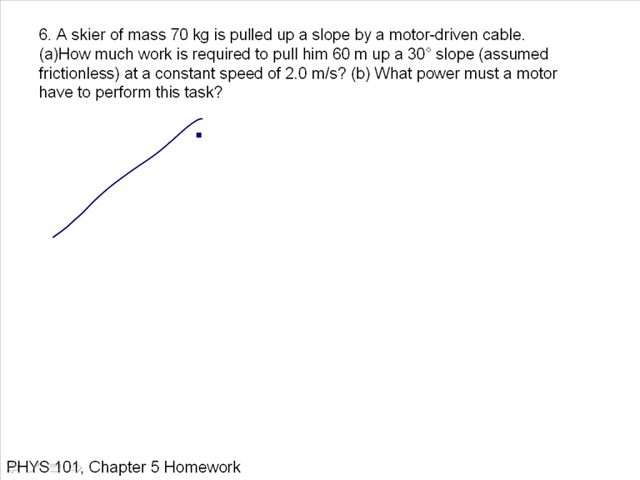 6. A skier of mass 70 kg is pulled up a slope by a motor-driven cable.
(a)How much work is required to pull him 60 m up a 30° slope (assumed
frictionless) at a constant speed of 2.0 m/s? (b) What power must a motor
have to perform this task?
PHYS 101, Chapter 5 Homework